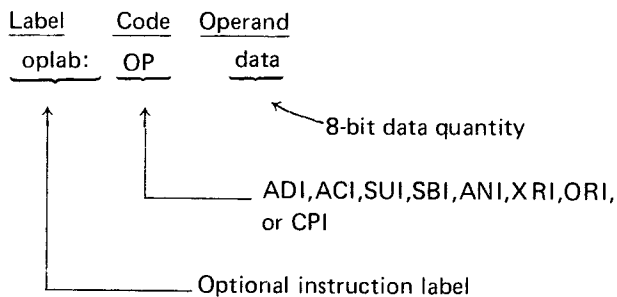 Label Code Operand
oplab: OP data
8-bit data quantity
ADI,ACI,SUI,SBI,ANI,XRI,ORI,
or CPI
Optional instruction label